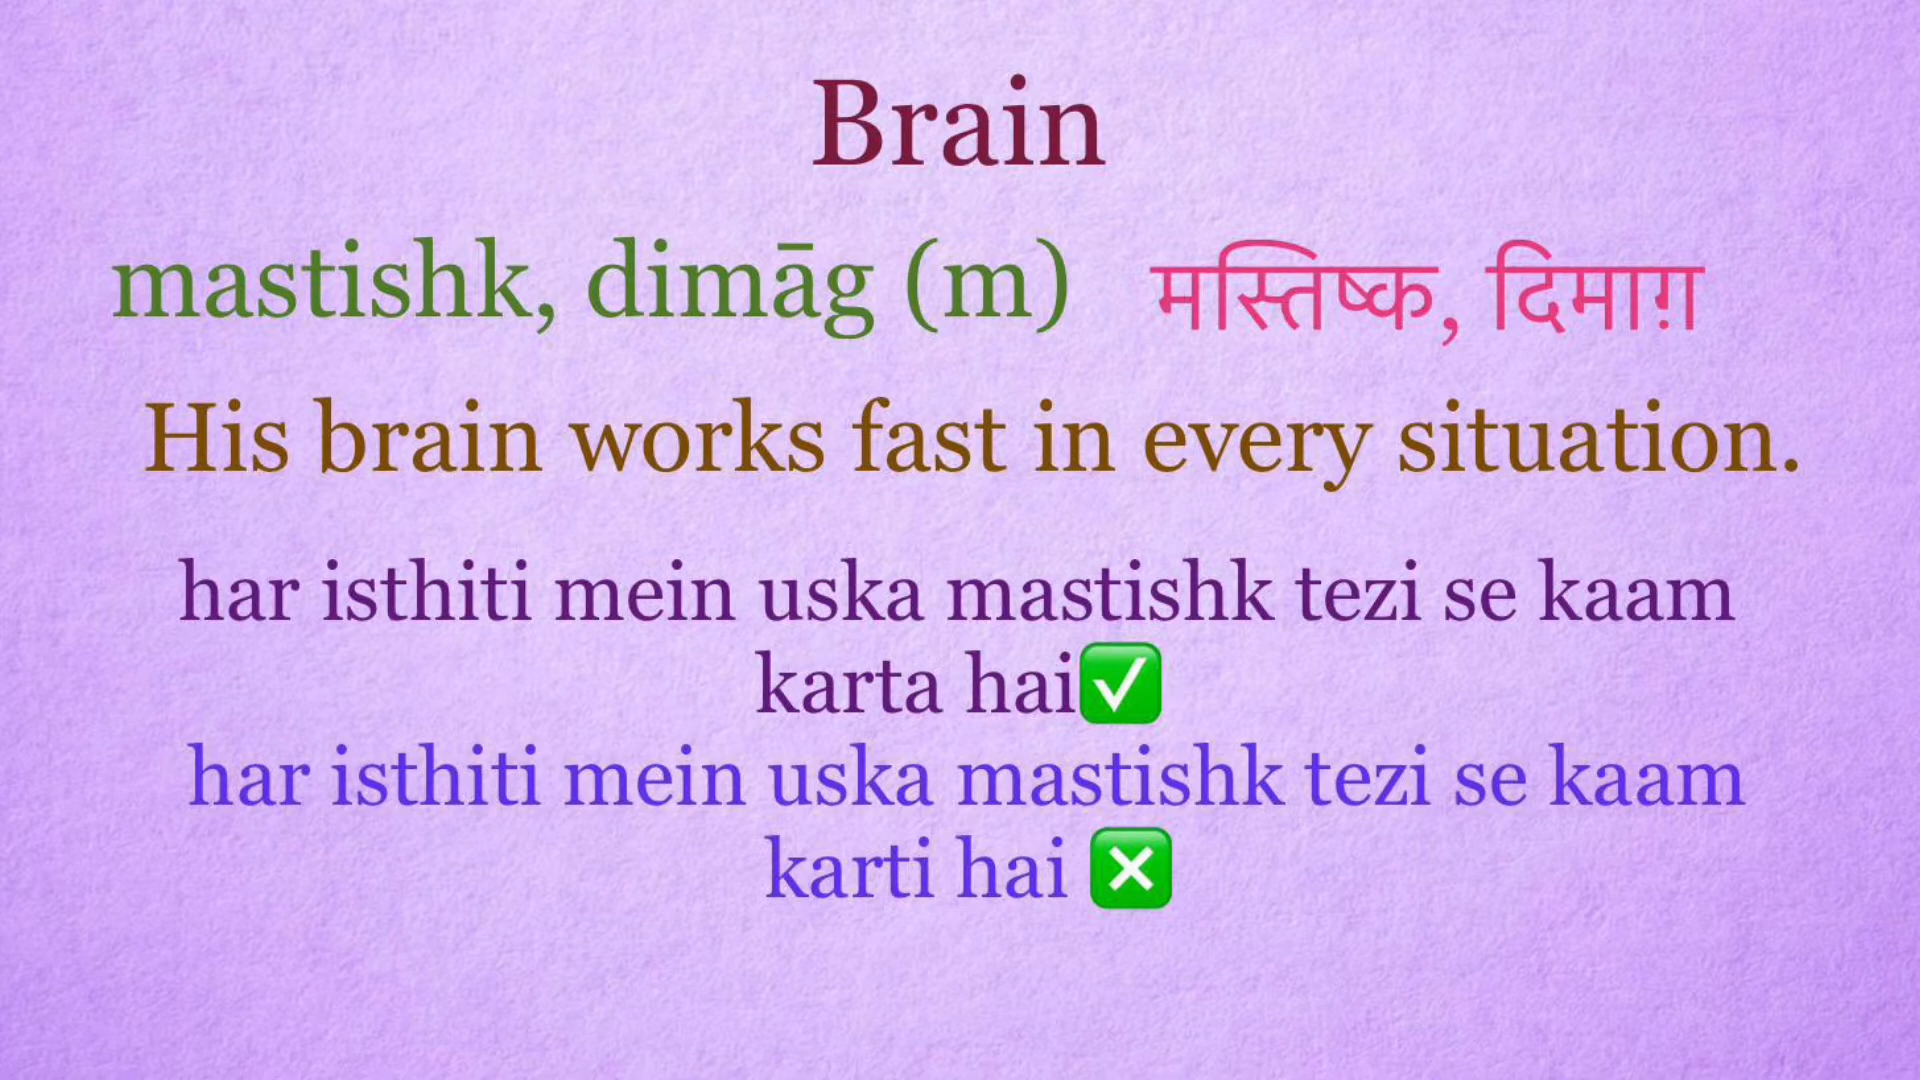 Brain
mastishk, dimāg (m) मस्तिष्क, दिमाग़
His brain works fast in every situation.
har isthiti mein uska mastishk tezi se kaam
karta hai✅
har isthiti mein uska mastishk tezi se kaam
karti hai ❎